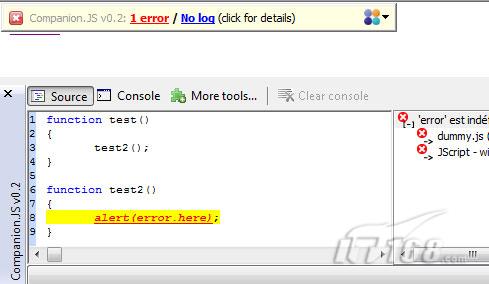 Companion.JS v0.2: 1 error / No log (click for details)
Source Console More tools... Clear console
1 function test()
2 {
3 test2();
4 }
5
6 function test2()
7 {
8 alert(error.here);
9 }
'error' est indéf
dummy.js (
JScript - wi
Companion.JS v0.2
IT168.com